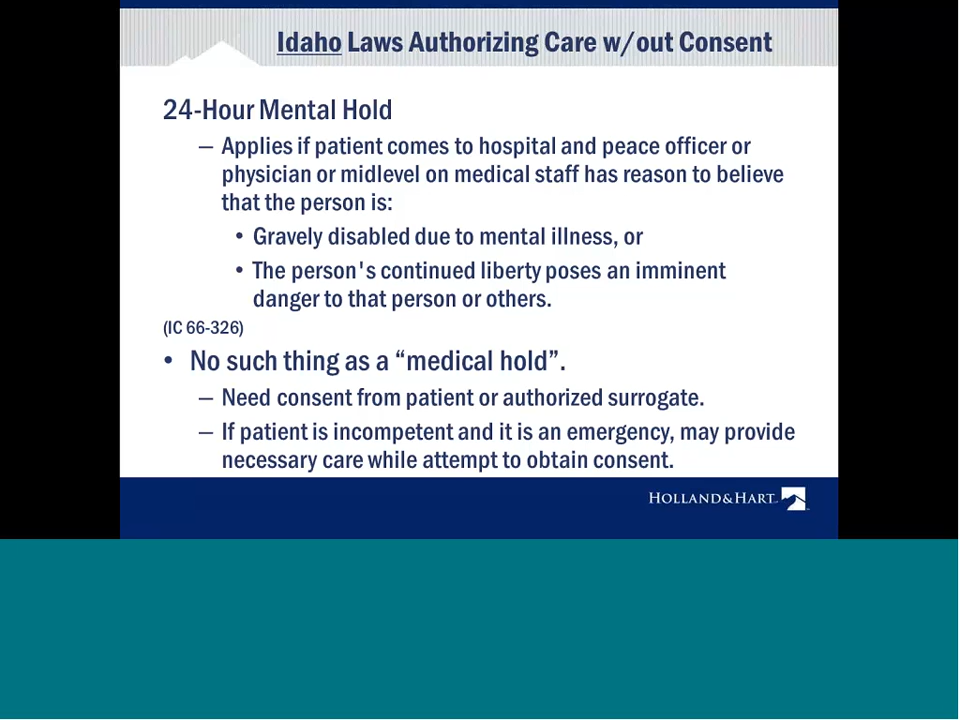 Idaho Laws Authorizing Care w/out Consent
24-Hour Mental Hold
– Applies if patient comes to hospital and peace officer or
physician or midlevel on medical staff has reason to believe
that the person is:
• Gravely disabled due to mental illness, or
• The person's continued liberty poses an imminent
danger to that person or others.
(IC 66-326)
• No such thing as a “medical hold”.
– Need consent from patient or authorized surrogate.
– If patient is incompetent and it is an emergency, may provide
necessary care while attempt to obtain consent.
HOLLAND&HART